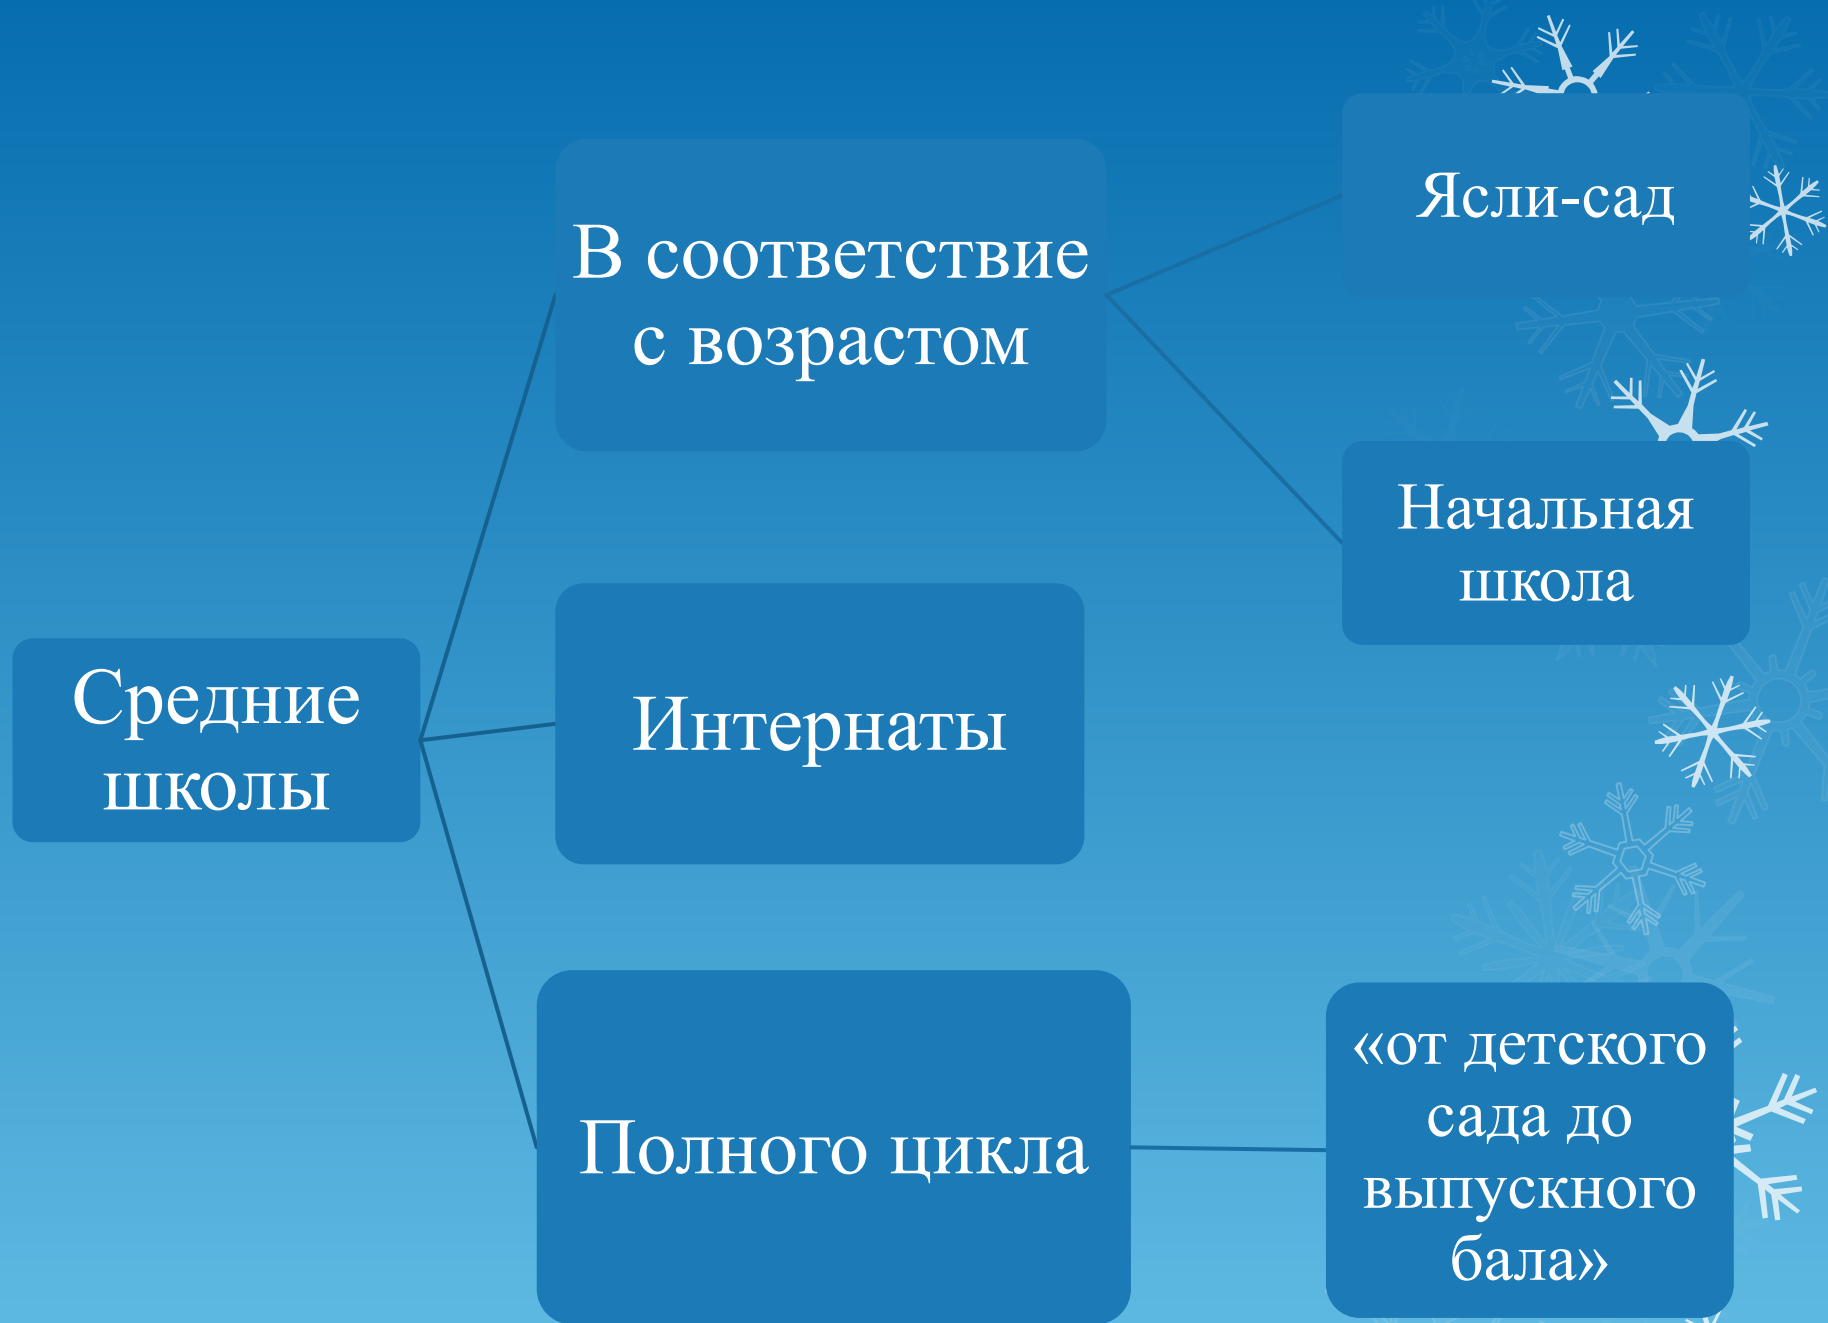 Средние
школы
В соответствие
с возрастом
Ясли-сад
Начальная
школа
Интернаты
Полного цикла
«от детского
сада до
выпускного
бала»